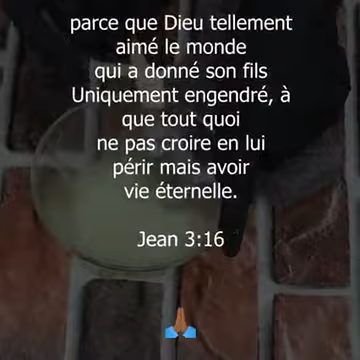 parce que Dieu tellement
aimé le monde
qui a donné son fils
Uniquement engendré, à
que tout quoi
ne pas croire en lui
périr mais avoir
vie éternelle.
Jean 3:16